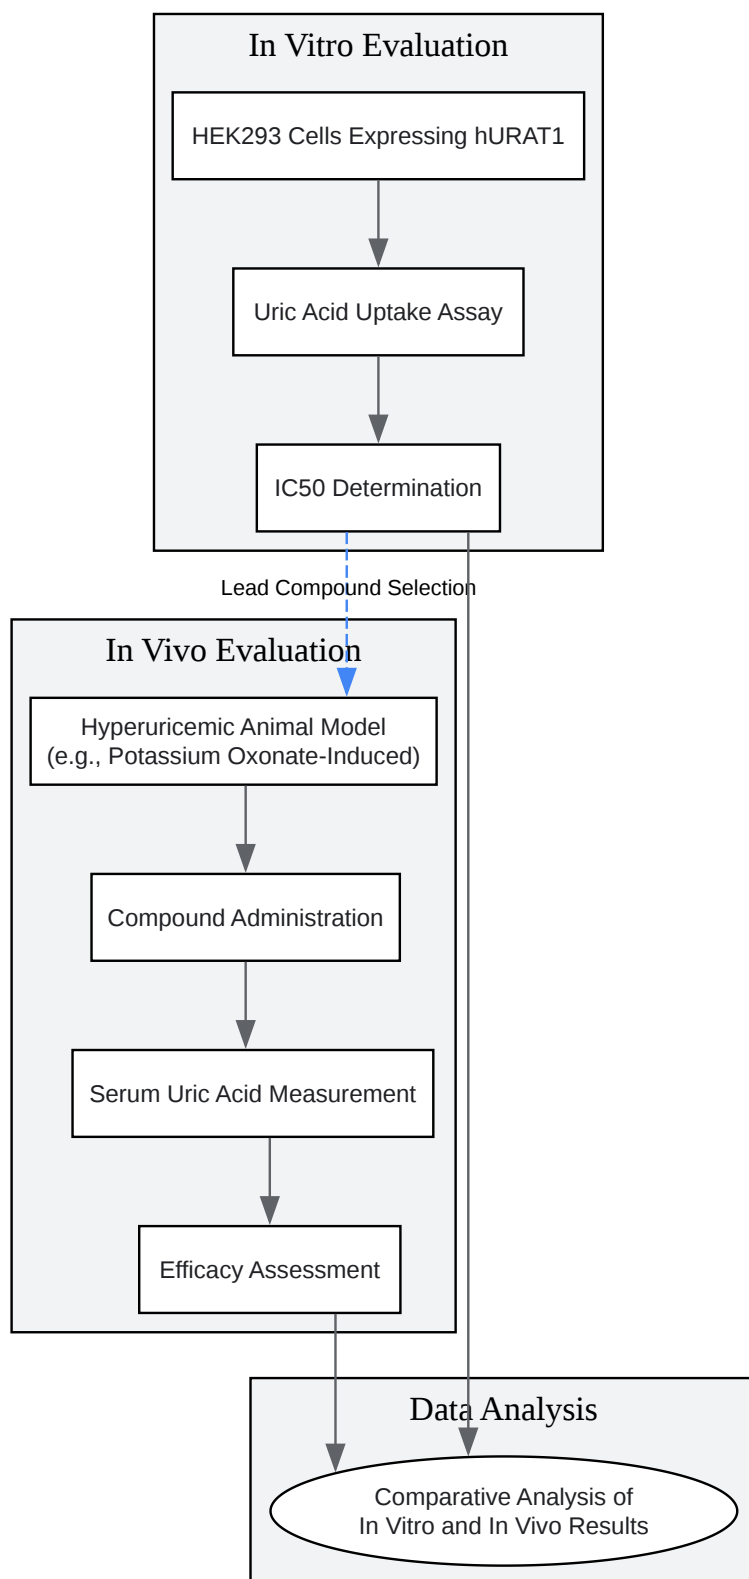 In Vitro Evaluation
HEK293 Cells Expressing hURAT1
Uric Acid Uptake Assay
IC50 Determination
Lead Compound Selection
In Vivo Evaluation
Hyperuricemic Animal Model
(e.g., Potassium Oxonate-Induced)
Compound Administration
Serum Uric Acid Measurement
Efficacy Assessment
Data Analysis
Comparative Analysis of
In Vitro and In Vivo Results